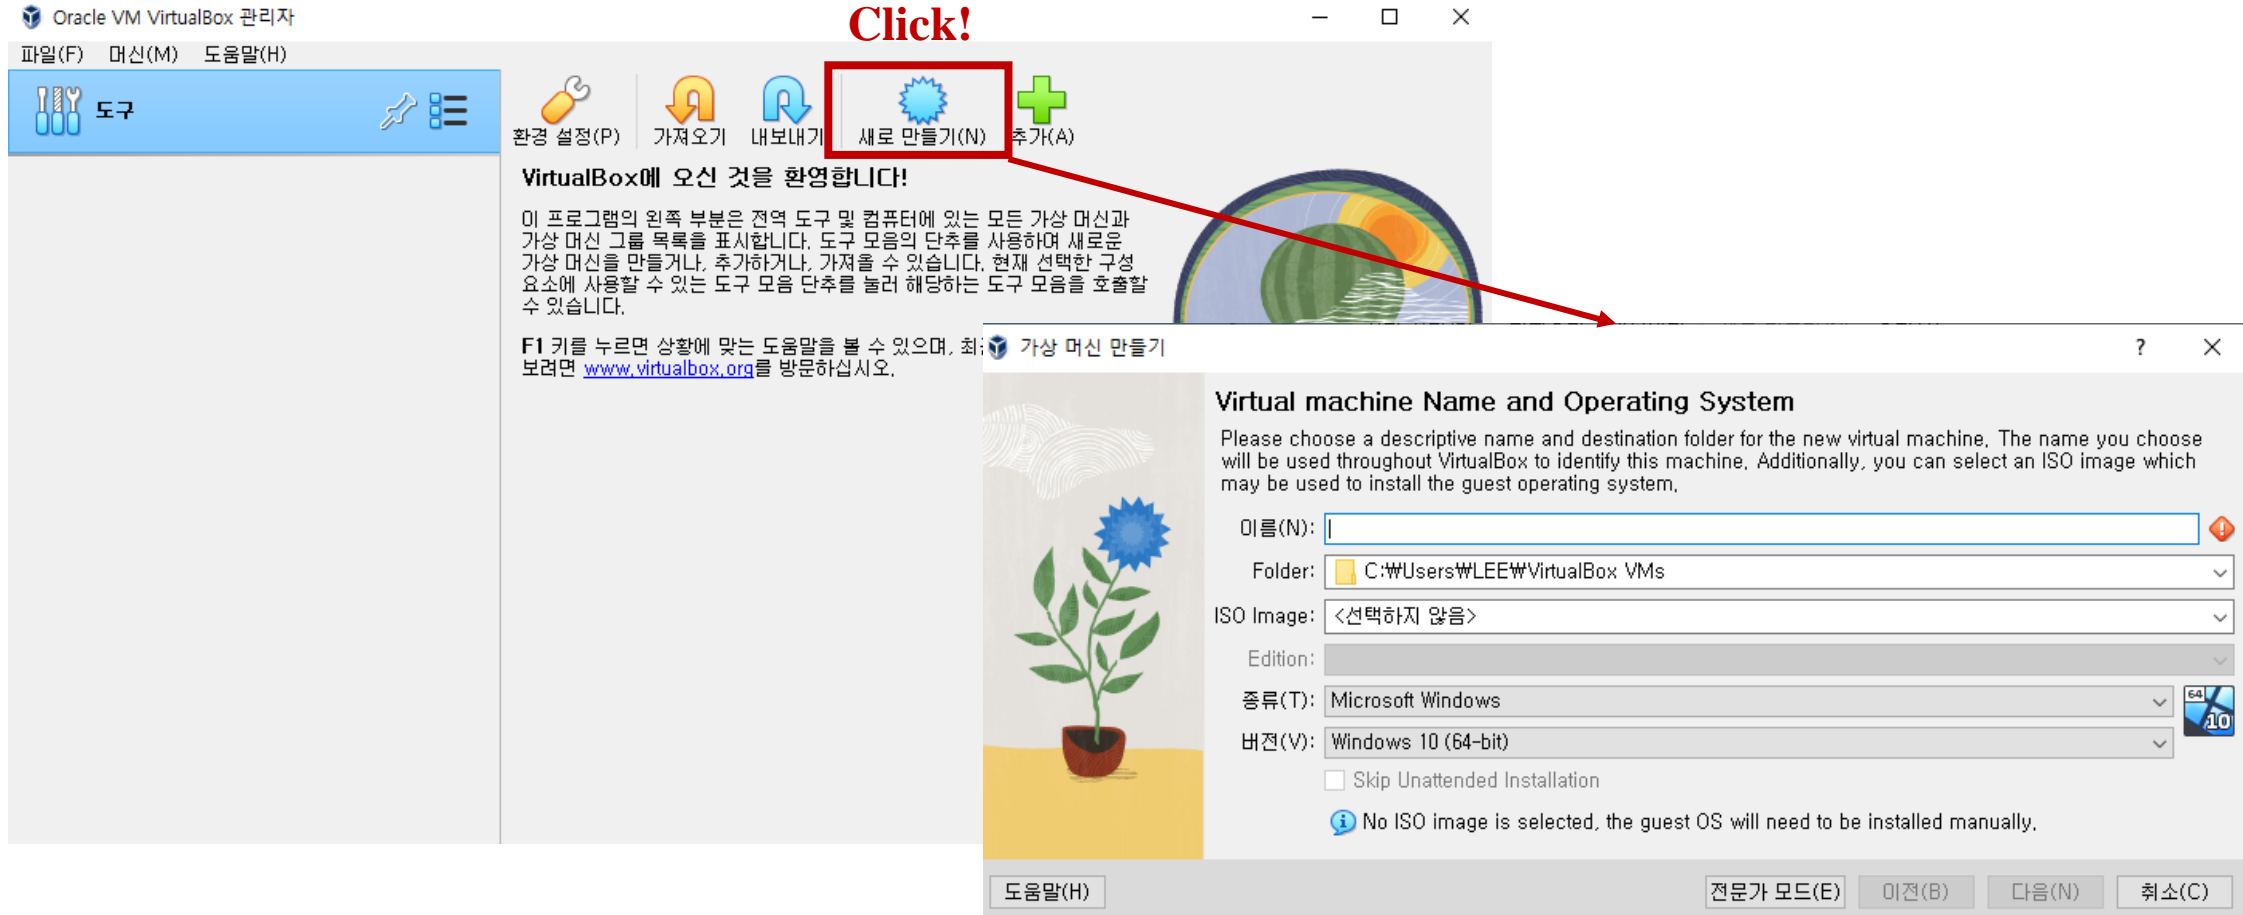 Oracle VM VirtualBox 관리자
Click!
파일(F) 머신(M) 도움말(H)
도구
환경 설정(P) 가져오기 내보내기 새로 만들기(N) 추가(A)
VirtualBox에 오신 것을 환영합니다!
이 프로그램의 왼쪽 부분은 전역 도구 및 컴퓨터에 있는 모든 가상 머신과
가상 머신 그룹 목록을 표시합니다. 도구 모음의 단추를 사용하여 새로운
가상 머신을 만들거나, 추가하거나, 가져올 수 있습니다. 현재 선택한 구성
요소에 사용할 수 있는 도구 모음 단추를 눌러 해당하는 도구 모음을 호출할
수 있습니다.
F1 키를 누르면 상황에 맞는 도움말을 볼 수 있으며,
보려면 www.virtualbox.org를 방문하십시오.
가상 머신 만들기
Virtual machine Name and Operating System
Please choose a descriptive name and destination folder for the new virtual machine. The name you choose
will be used throughout VirtualBox to identify this machine. Additionally, you can select an ISO image which
may be used to install the guest operating system.
이름(N):
Folder: C:₩Users₩LEE₩VirtualBox VMs
ISO Image: <선택하지 않음>
Edition:
종류(T): Microsoft Windows
64
10
버전(V): Windows 10 (64-bit)
Skip Unattended Installation
No ISO image is selected, the guest OS will need to be installed manually.
도움말(H) 전문가 모드(E) 이전(B) 다음(N) 취소(C)